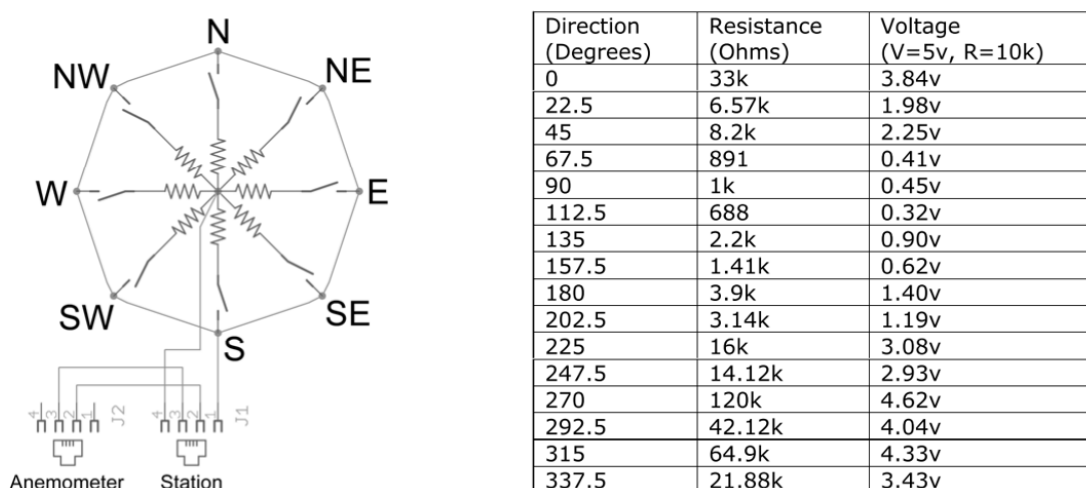 N
NW
NE
W
E
SW
SE
S
4
3
2
1
J2
4
3
2
1
J1
Anemometer
Station
Direction (Degrees) Resistance (Ohms) Voltage (V=5v, R=10k)
0 33k 3.84v
22.5 6.57k 1.98v
45 8.2k 2.25v
67.5 891 0.41v
90 1k 0.45v
112.5 688 0.32v
135 2.2k 0.90v
157.5 1.41k 0.62v
180 3.9k 1.40v
202.5 3.14k 1.19v
225 16k 3.08v
247.5 14.12k 2.93v
270 120k 4.62v
292.5 42.12k 4.04v
315 64.9k 4.33v
337.5 21.88k 3.43v